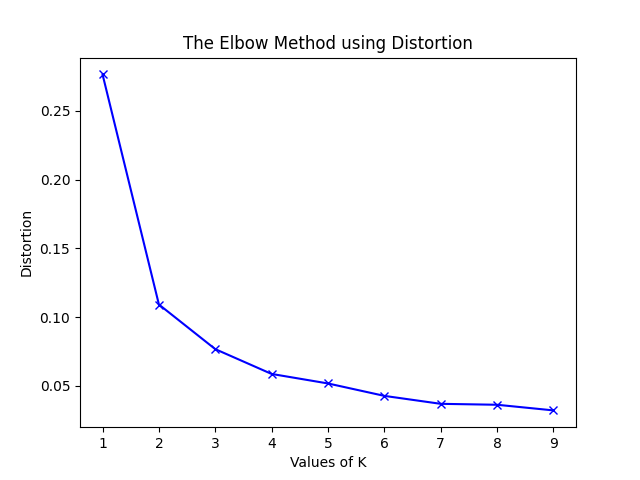 The Elbow Method using Distortion
0.25
0.20
0.15
0.10
0.05
Distortion
1 2 3 4 5 6 7 8 9
Values of K